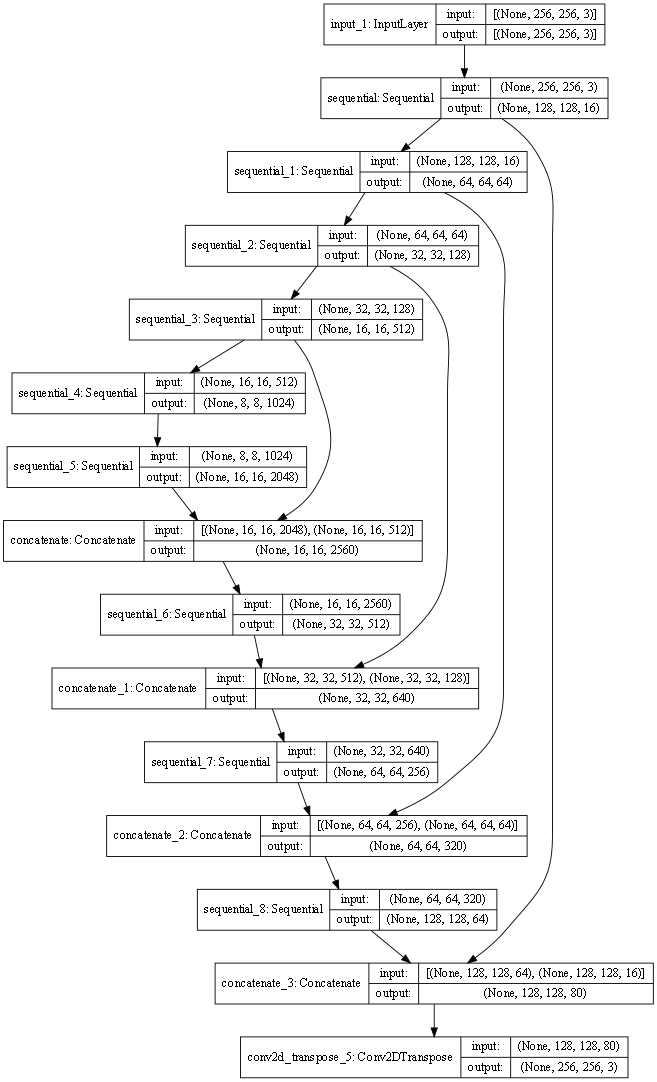 input_1: InputLayer
input: [(None, 256, 256, 3)]
output: [(None, 256, 256, 3)]
sequential: Sequential
input: (None, 256, 256, 3)
output: (None, 128, 128, 16)
sequential_1: Sequential
input: (None, 128, 128, 16)
output: (None, 64, 64, 64)
sequential_2: Sequential
input: (None, 64, 64, 64)
output: (None, 32, 32, 128)
sequential_3: Sequential
input: (None, 32, 32, 128)
output: (None, 16, 16, 512)
sequential_4: Sequential
input: (None, 16, 16, 512)
output: (None, 8, 8, 1024)
sequential_5: Sequential
input: (None, 8, 8, 1024)
output: (None, 16, 16, 2048)
concatenate: Concatenate
input: [(None, 16, 16, 2048), (None, 16, 16, 512)]
output: (None, 16, 16, 2560)
sequential_6: Sequential
input: (None, 16, 16, 2560)
output: (None, 32, 32, 512)
concatenate_1: Concatenate
input: [(None, 32, 32, 512), (None, 32, 32, 128)]
output: (None, 32, 32, 640)
sequential_7: Sequential
input: (None, 32, 32, 640)
output: (None, 64, 64, 256)
concatenate_2: Concatenate
input: [(None, 64, 64, 256), (None, 64, 64, 64)]
output: (None, 64, 64, 320)
sequential_8: Sequential
input: (None, 64, 64, 320)
output: (None, 128, 128, 64)
concatenate_3: Concatenate
input: [(None, 128, 128, 64), (None, 128, 128, 16)]
output: (None, 128, 128, 80)
conv2d_transpose_5: Conv2DTranspose
input: (None, 128, 128, 80)
output: (None, 256, 256, 3)